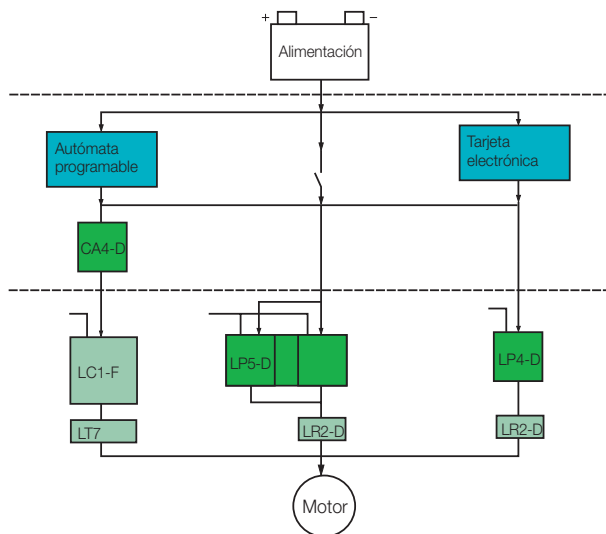 + −
Alimentación
Autómata
programable
Tarjeta
electrónica
CA4-D
LC1-F
LP5-D
LP4-D
LT7
LR2-D
LR2-D
Motor